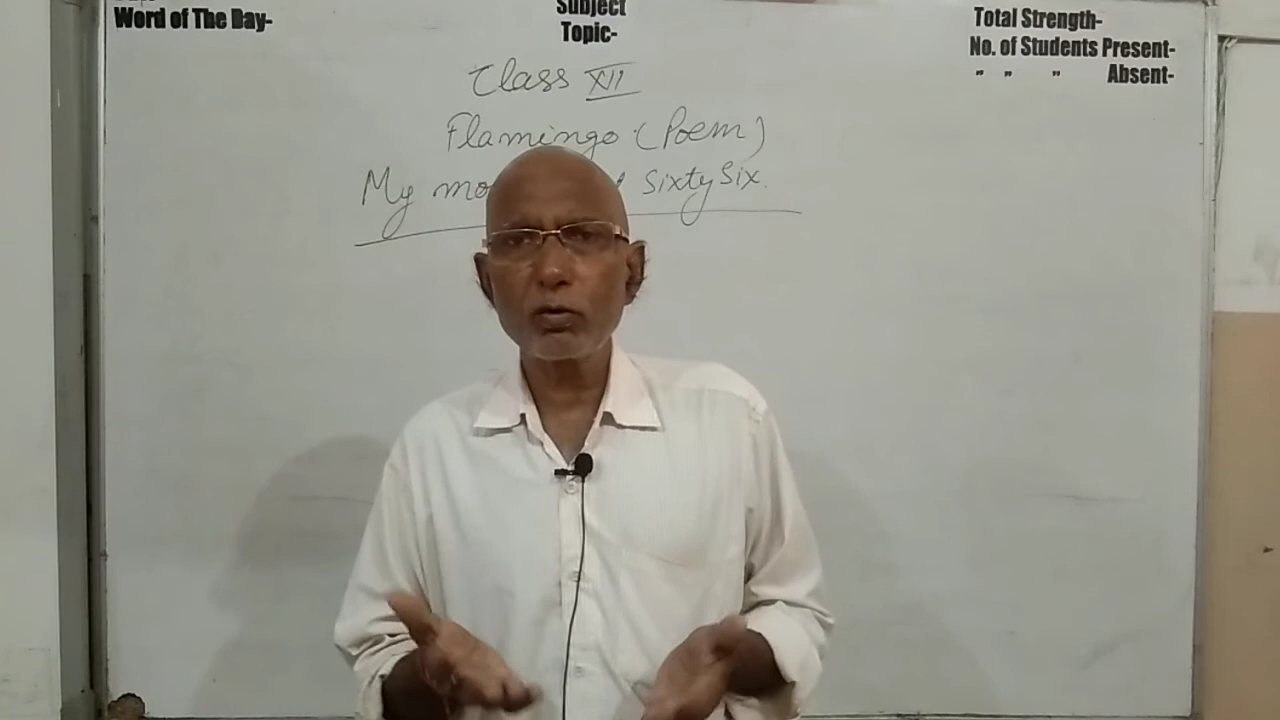 Word of The Day-
Subject
Topic-
Total Strength-
No. of Students Present-
" " " Absent-
Class XII
Flamingo (Poem)
My Sixty Six.